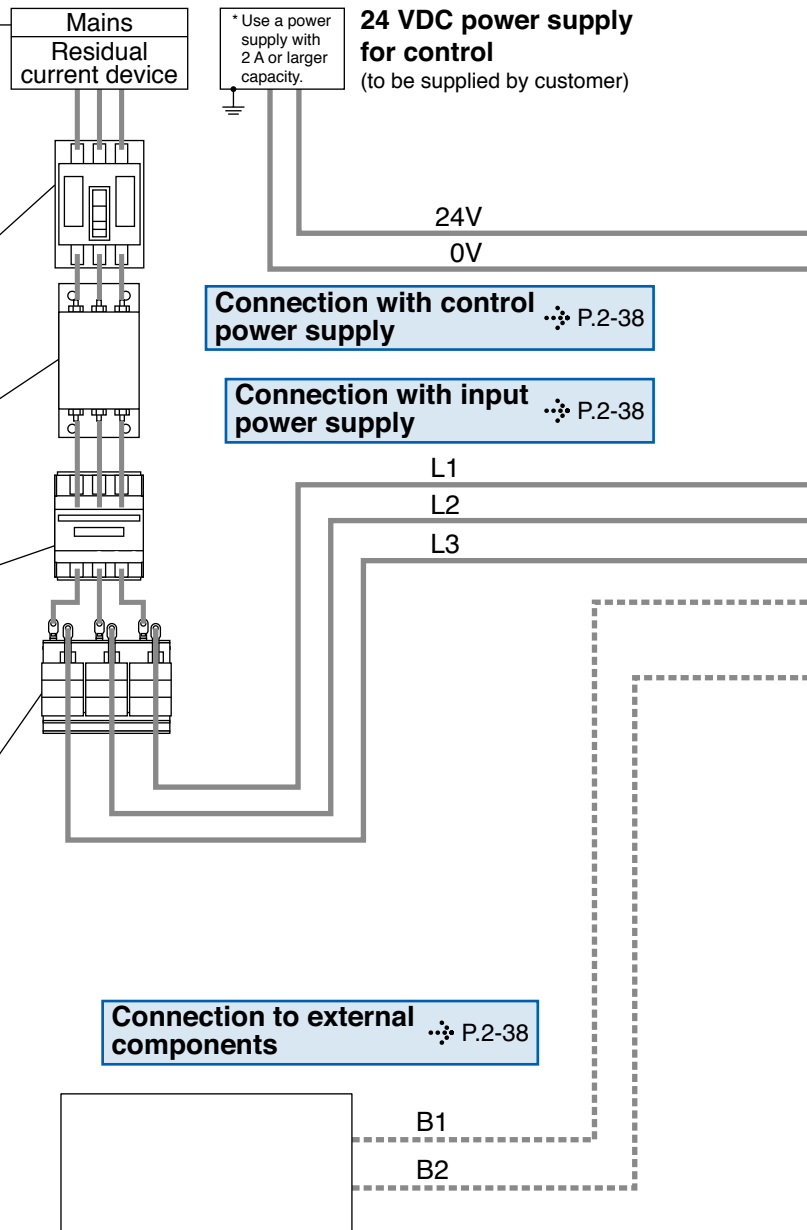 Mains
Residual
current device
* Use a power
supply with
2 A or larger
capacity.
24 VDC power supply
for control
(to be supplied by customer)
24V
0V
Connection with control
power supply
P.2-38
Connection with input
power supply
P.2-38
L1
L2
L3
Connection to external
components
P.2-38
B1
B2